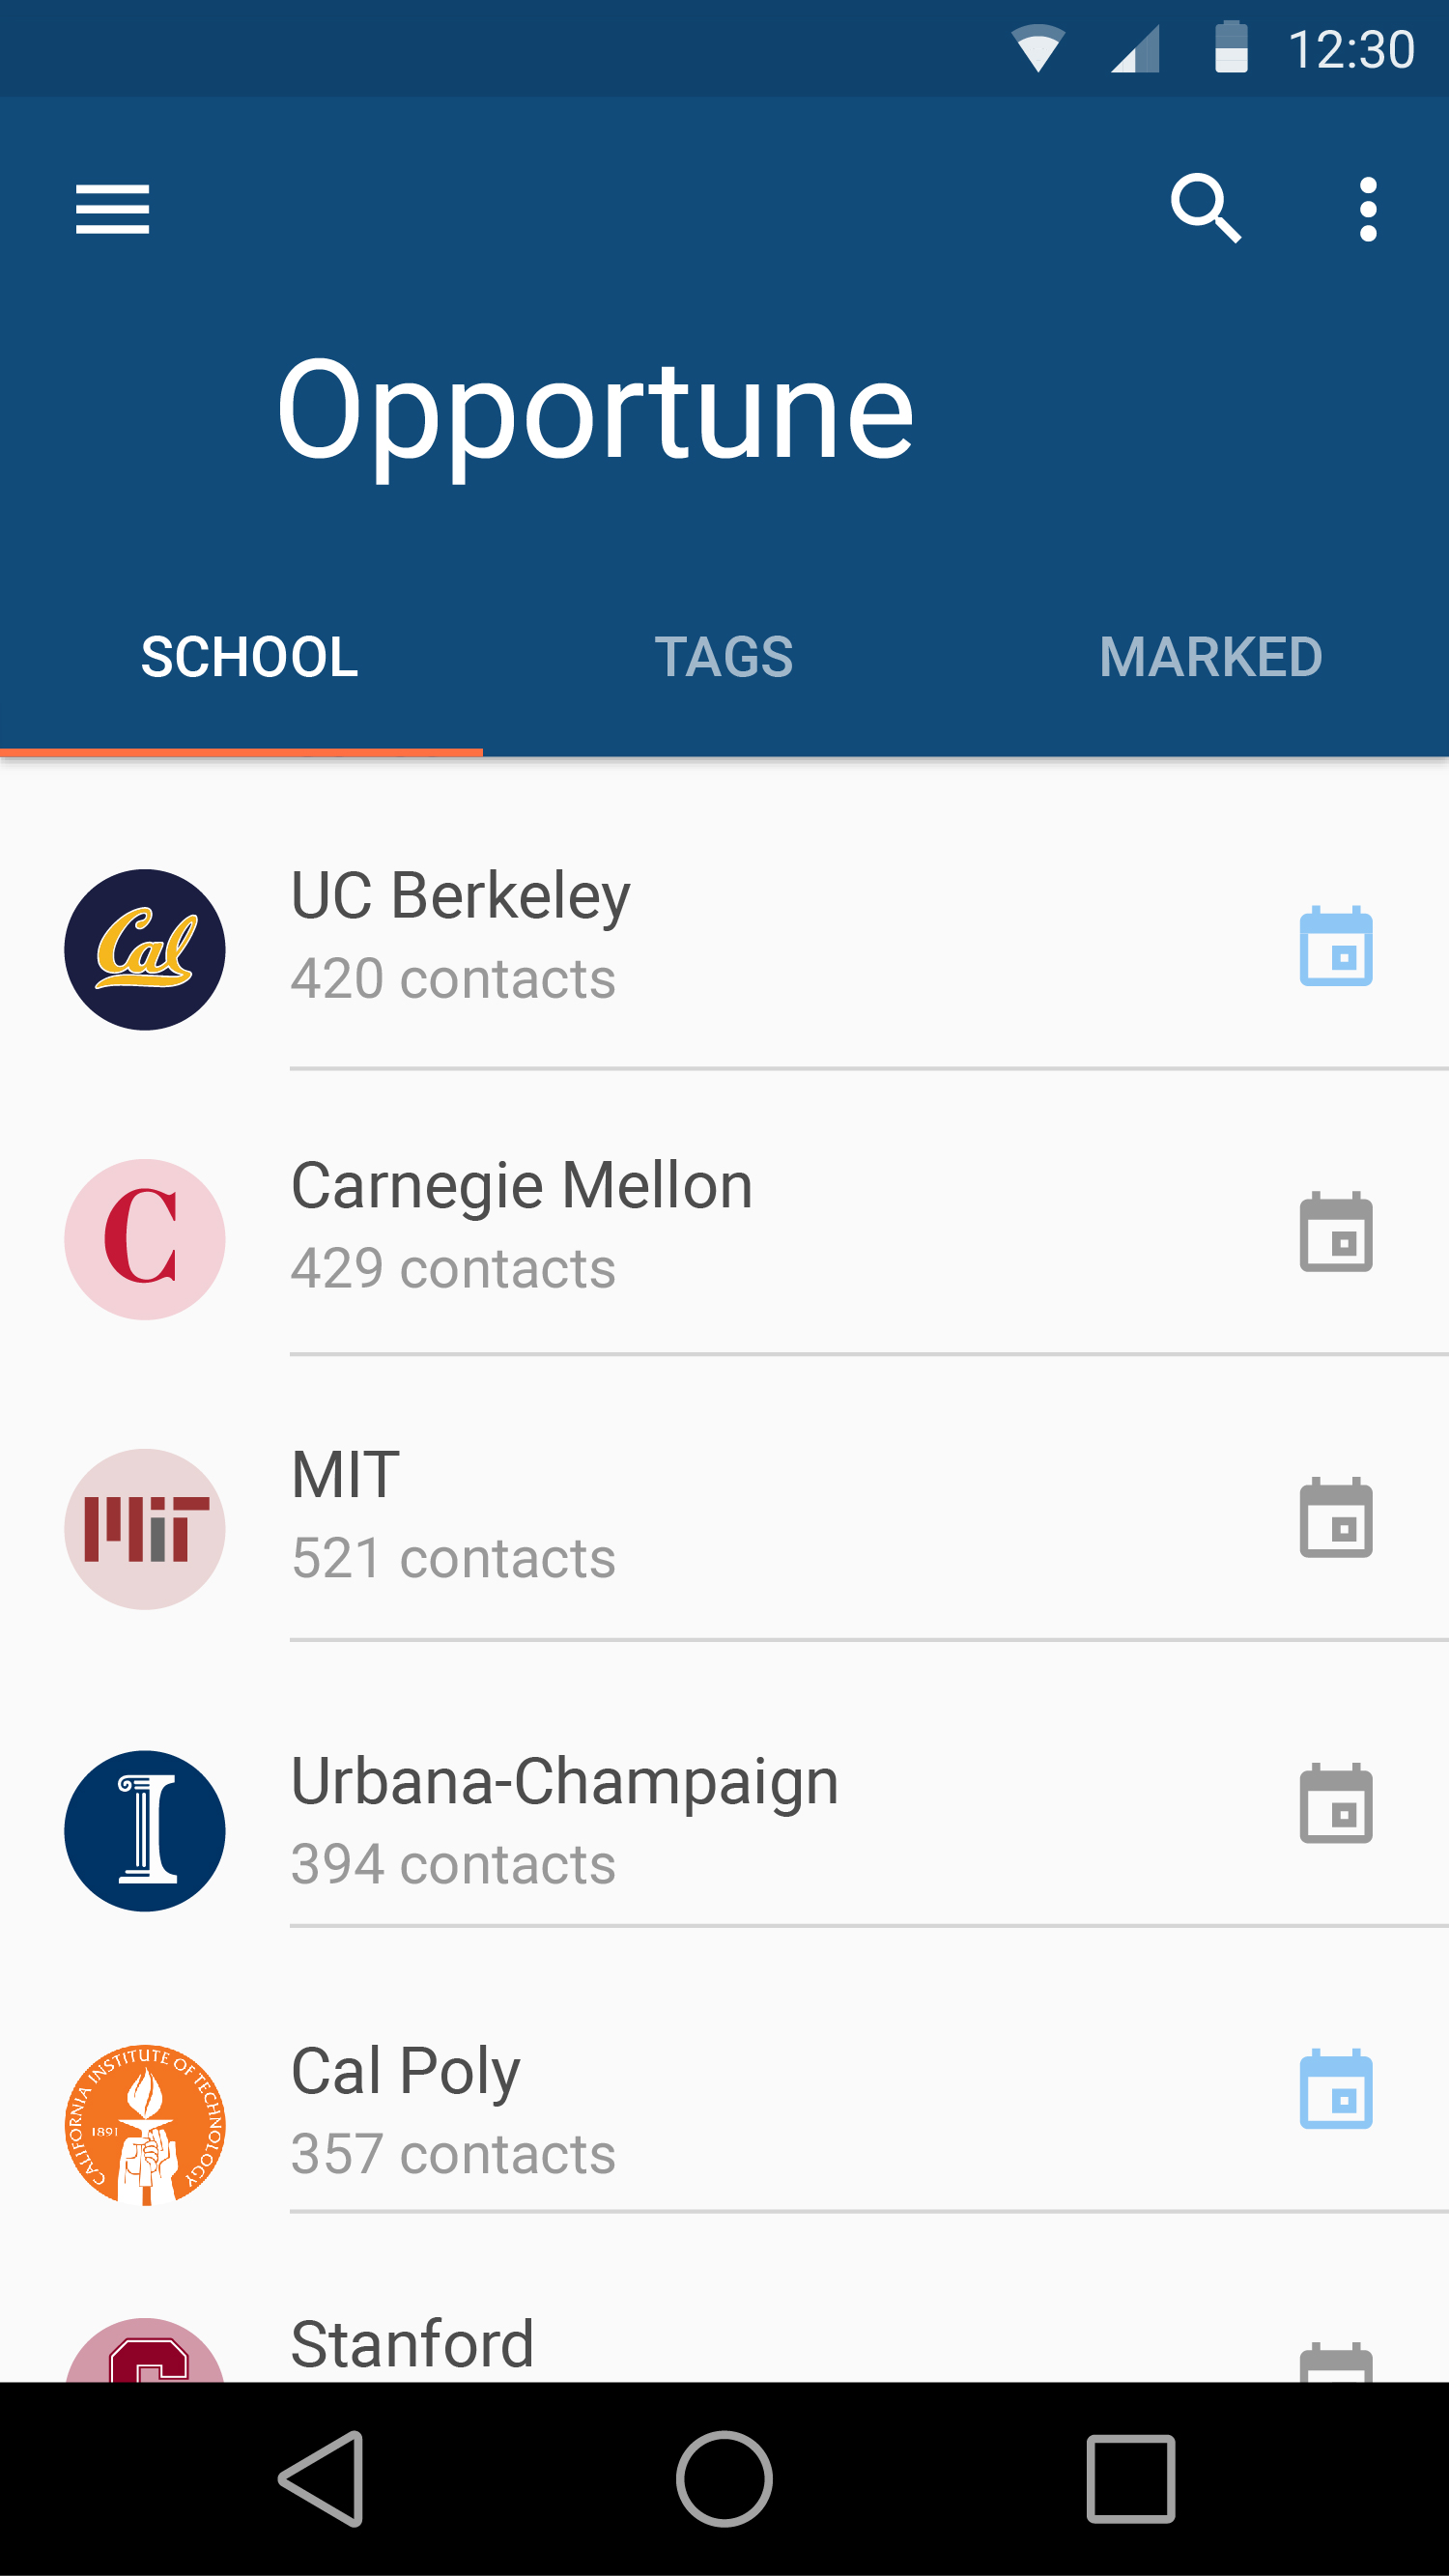 12:30
Opportune
SCHOOL TAGS MARKED
Cal
UC Berkeley
420 contacts
C
Carnegie Mellon
429 contacts
MIT
MIT
521 contacts
I
Urbana-Champaign
394 contacts
CALIFORNIA INSTITUTE OF TECHNOLOGY
1891
Cal Poly
357 contacts
Stanford